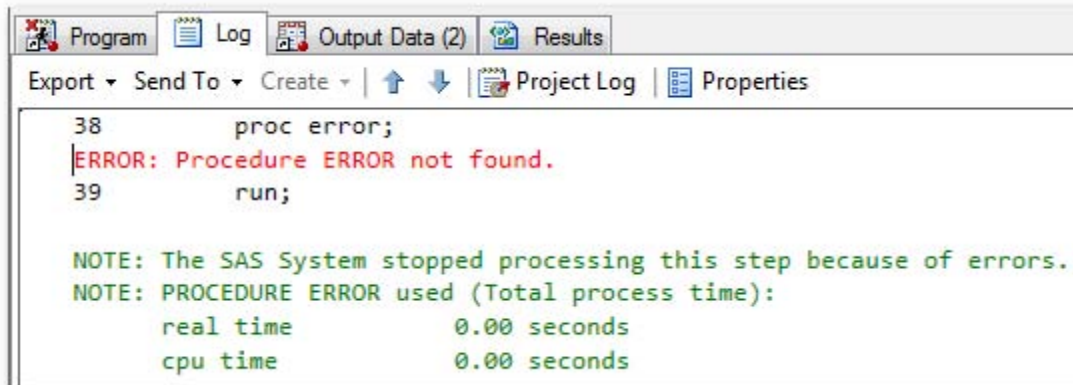 Program Log Output Data (2) Results
Export Send To Create Project Log Properties
38 proc error;
ERROR: Procedure ERROR not found.
39 run;
NOTE: The SAS System stopped processing this step because of errors.
NOTE: PROCEDURE ERROR used (Total process time):
real time 0.00 seconds
cpu time 0.00 seconds